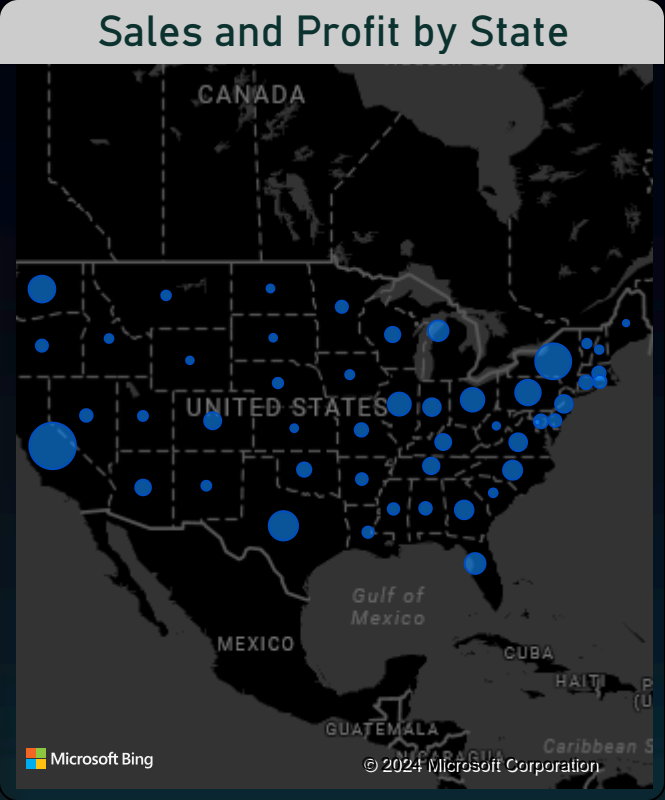 Sales and Profit by State
CANADA
UNITED STATES
Gulf of
Mexico
MEXICO
CUBA
HAITI
GUATEMALA
Caribbean S
NICARAGUA
Microsoft Bing
© 2024 Microsoft Corporation